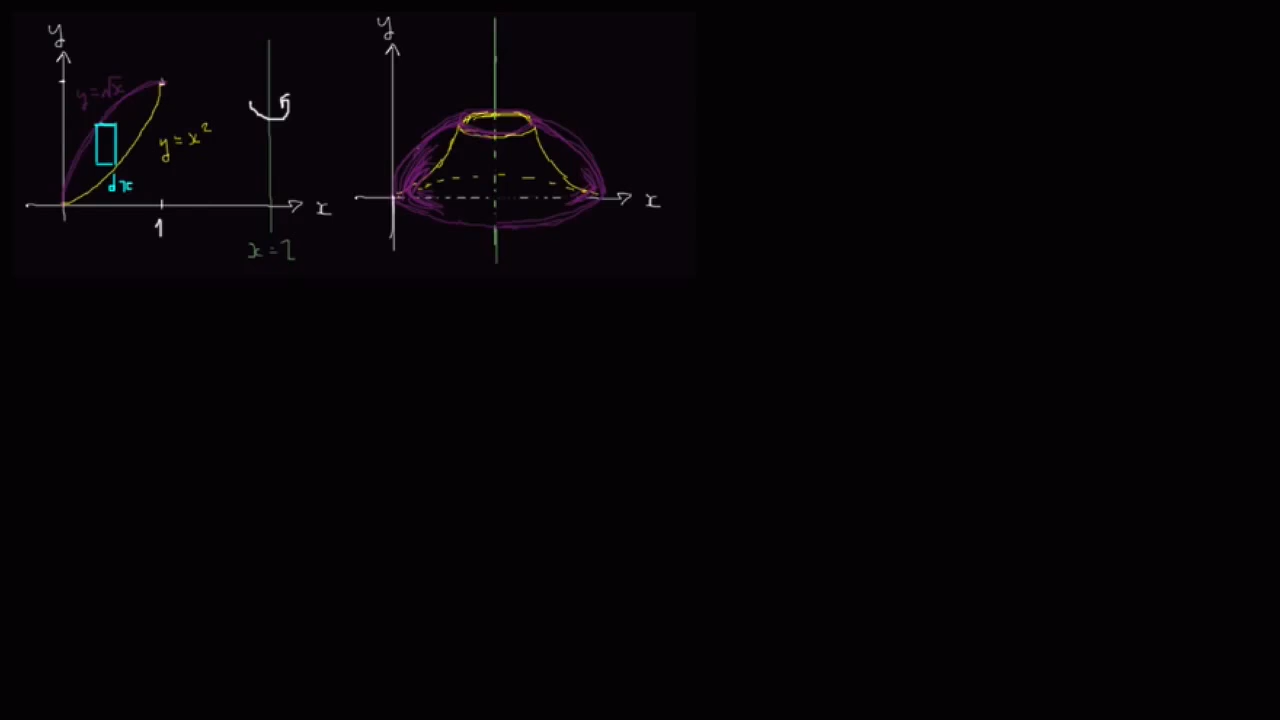 y
y
y=√x
y=x²
dx
x
x
1
x=2